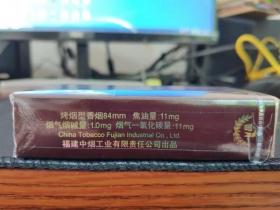 烤烟型香烟84mm 焦油量:11mg
烟气烟碱量:1.0mg 烟气一氧化碳量:11mg
China Tobacco Fujian Industrial Co., Ltd.
福建中烟工业有限责任公司出品